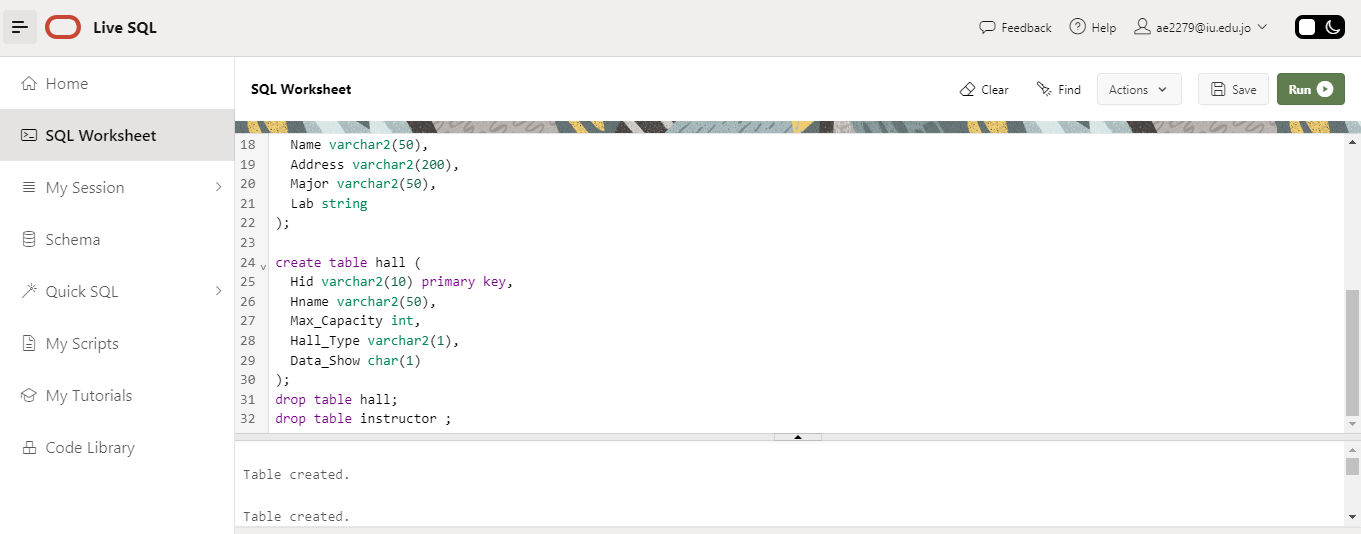 Live SQL
Feedback
Help
ae2279@iu.edu.jo
Home
SQL Worksheet
My Session
Schema
Quick SQL
My Scripts
My Tutorials
Code Library
SQL Worksheet
Clear
Find
Actions
Save
Run
18 Name varchar2(50),
19 Address varchar2(200),
20 Major varchar2(50),
21 Lab string
22 );
23
24 create table hall (
25 Hid varchar2(10) primary key,
26 Hname varchar2(50),
27 Max_Capacity int,
28 Hall_Type varchar2(1),
29 Data_Show char(1)
30 );
31 drop table hall;
32 drop table instructor ;
Table created.
Table created.